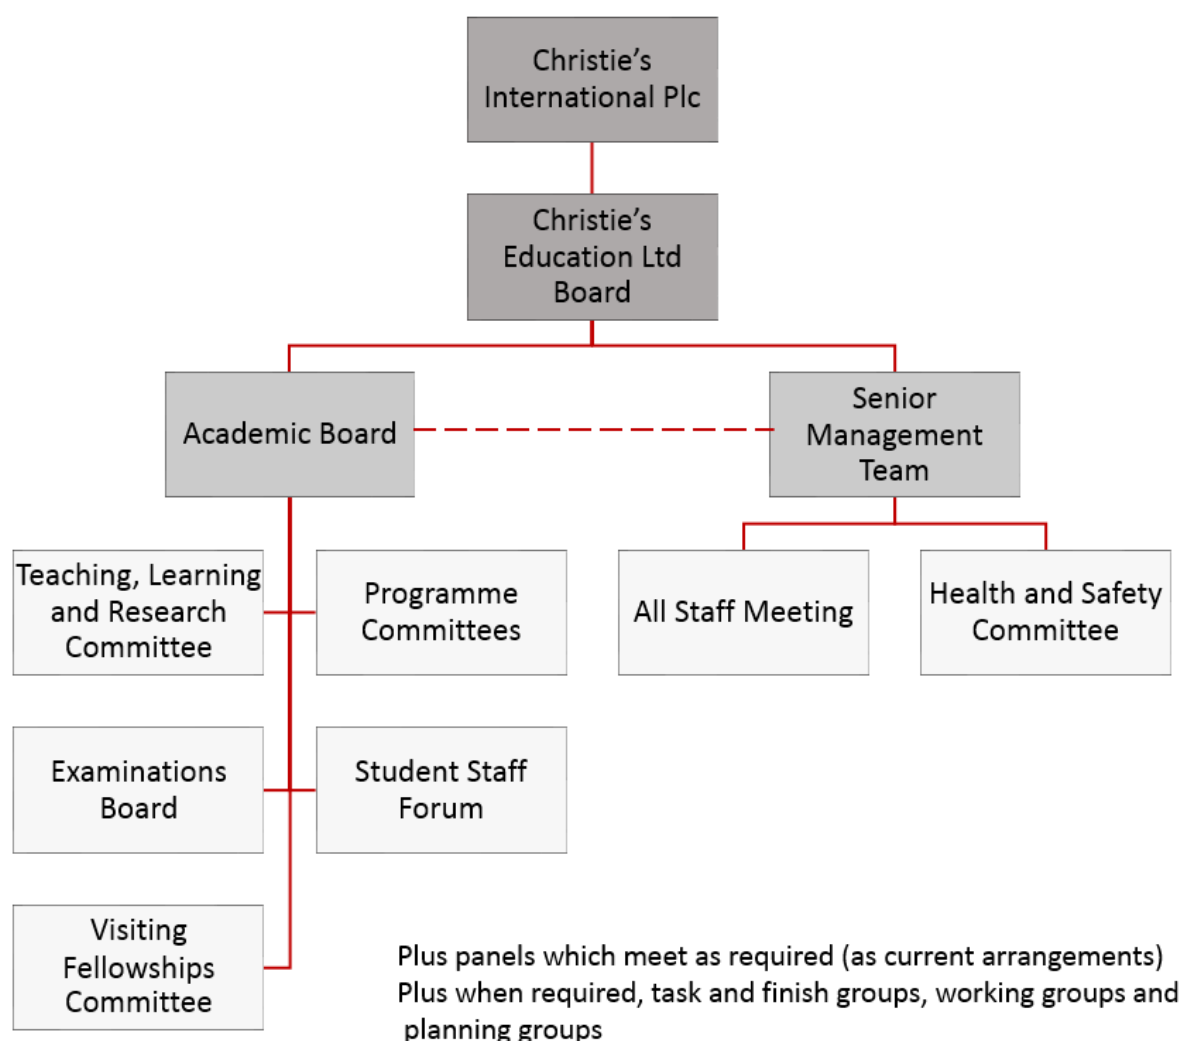 Christie’s
International Plc
Christie’s
Education Ltd
Board
Academic Board
Senior
Management
Team
Teaching, Learning
and Research
Committee
Programme
Committees
All Staff Meeting
Health and Safety
Committee
Examinations
Board
Student Staff
Forum
Visiting
Fellowships
Committee
Plus panels which meet as required (as current arrangements)
Plus when required, task and finish groups, working groups and
planning groups